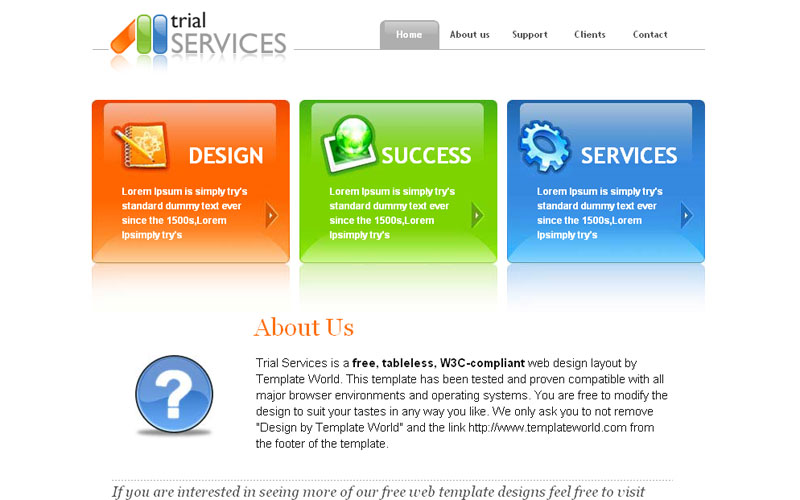 trial
SERVICES
Home About us Support Clients Contact
DESIGN
Lorem Ipsum is simply try's
standard dummy text ever
since the 1500s,Lorem
Ipsimply try's
SUCCESS
Lorem Ipsum is simply try's
standard dummy text ever
since the 1500s,Lorem
Ipsimply try's
SERVICES
Lorem Ipsum is simply try's
standard dummy text ever
since the 1500s,Lorem
Ipsimply try's
About Us
Trial Services is a free, tableless, W3C-compliant web design layout by
Template World. This template has been tested and proven compatible with all
major browser environments and operating systems. You are free to modify the
design to suit your tastes in any way you like. We only ask you to not remove
"Design by Template World" and the link http://www.templateworld.com from
the footer of the template.
If you are interested in seeing more of our free web template designs feel free to visit